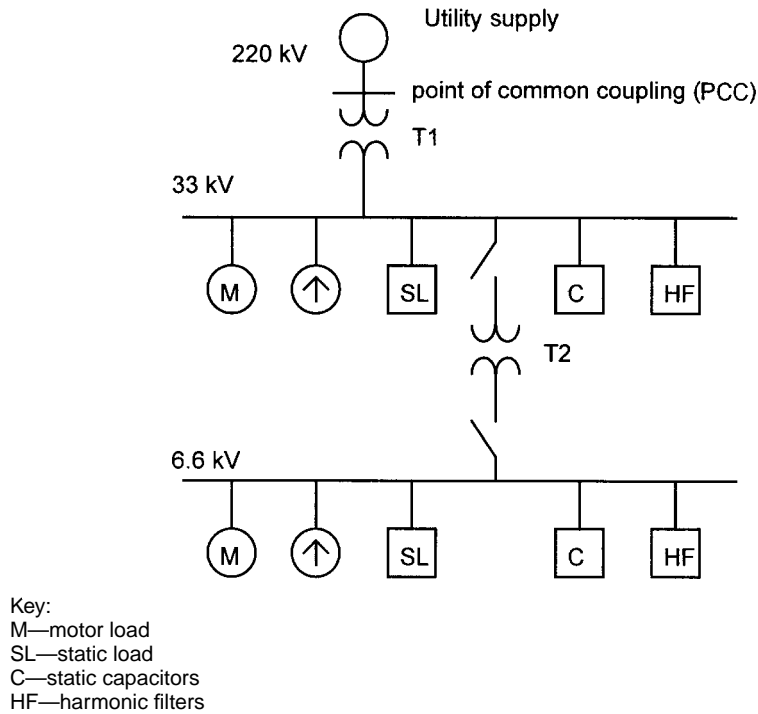 Utility supply
220 kV
point of common coupling (PCC)
T1
33 kV
M
SL
C
HF
T2
6.6 kV
M
SL
C
HF
Key:
M—motor load
SL—static load
C—static capacitors
HF—harmonic filters